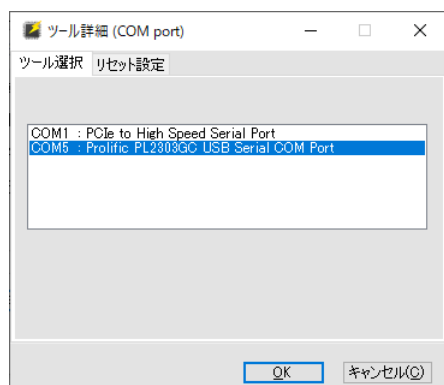 ツール詳細 (COM port)
ツール選択 リセット設定
COM1 : PCIe to High Speed Serial Port
COM5 : Prolific PL2303GC USB Serial COM Port
OK キャンセル(C)